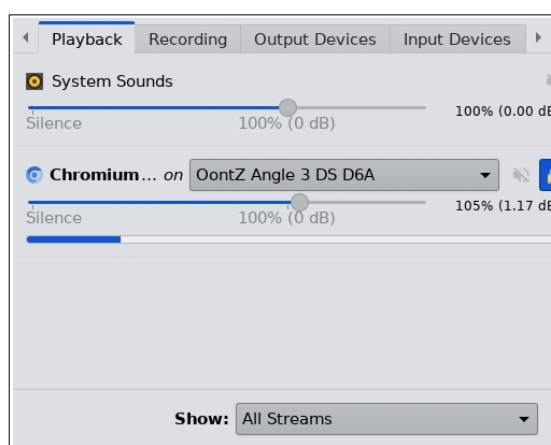 Playback Recording Output Devices Input Devices
System Sounds
100% (0.00 dB
Silence 100% (0 dB)
Chromium... on OontZ Angle 3 DS D6A
105% (1.17 dB
Silence 100% (0 dB)
Show: All Streams